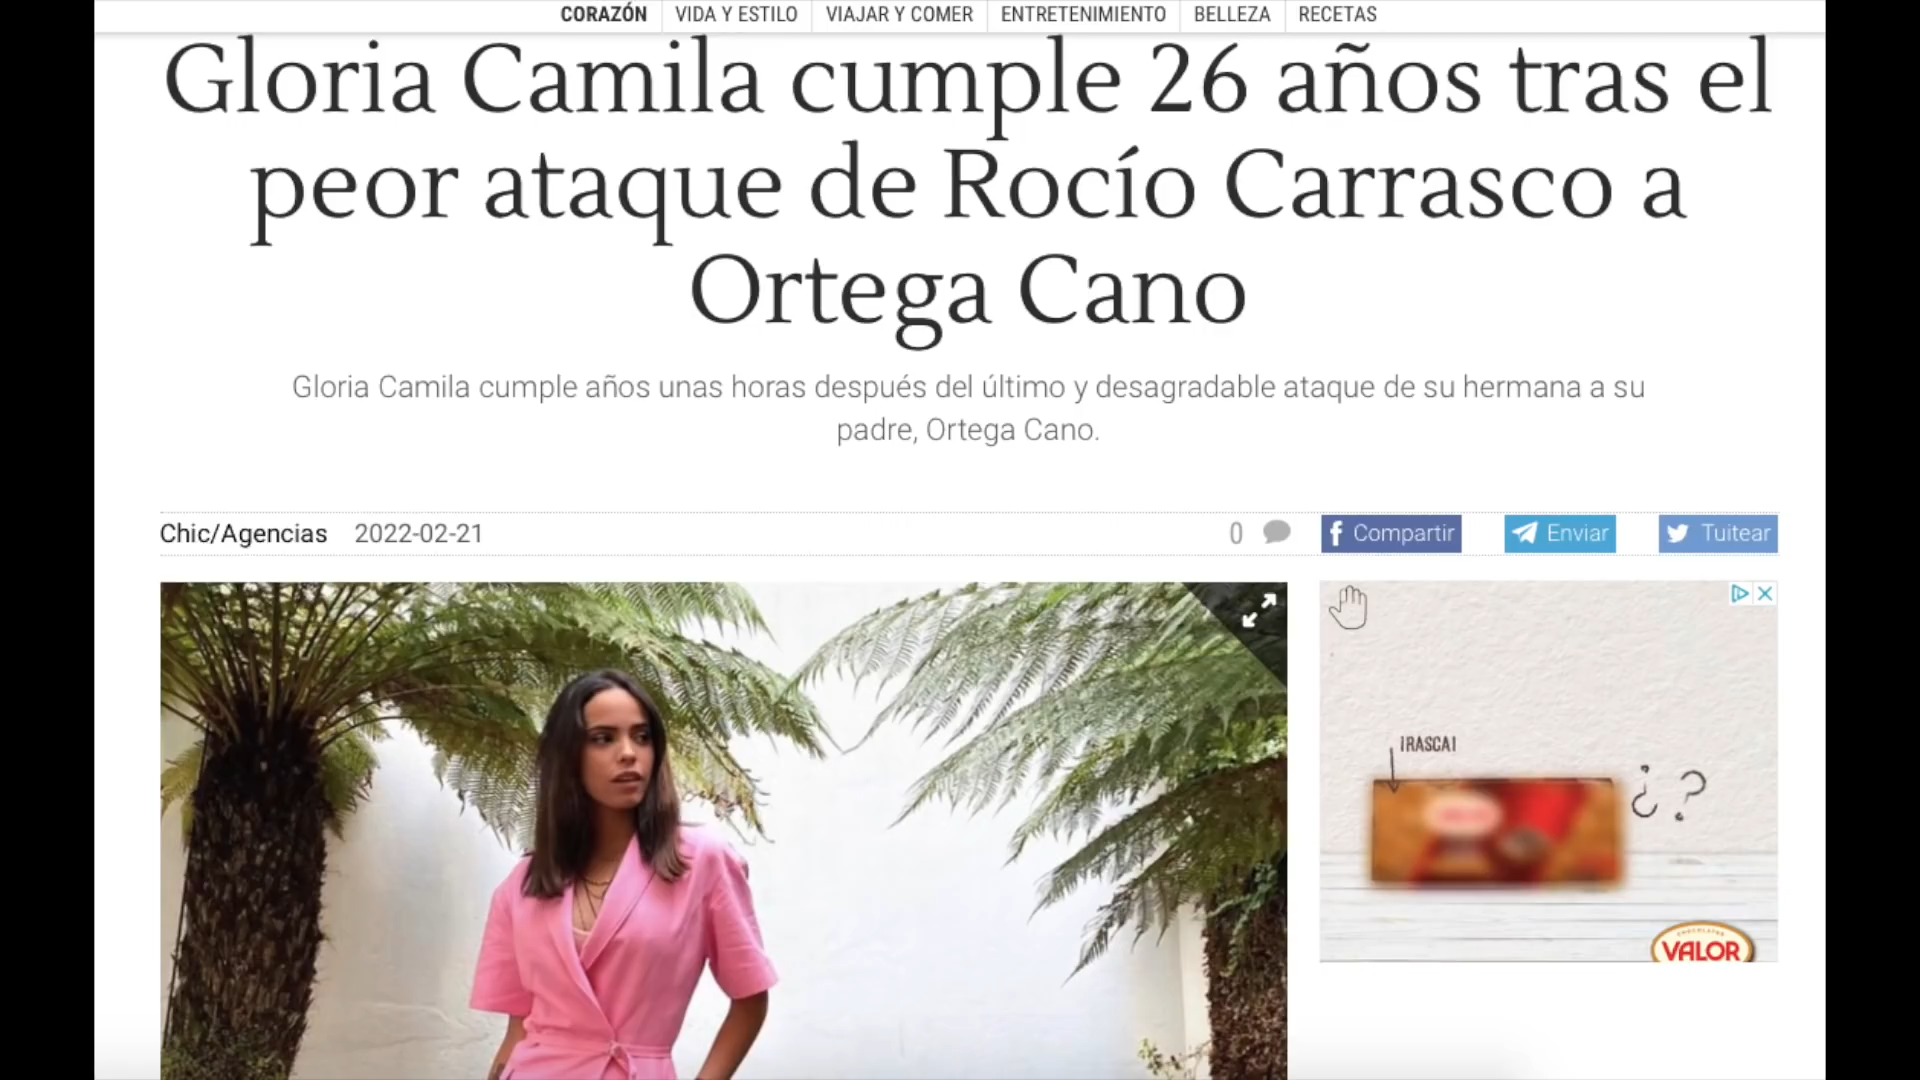 CORAZÓN VIDA Y ESTILO VIAJAR Y COMER ENTRETENIMIENTO BELLEZA RECETAS
Gloria Camila cumple 26 años tras el
peor ataque de Rocío Carrasco a
Ortega Cano
Gloria Camila cumple años unas horas después del último y desagradable ataque de su hermana a su
padre, Ortega Cano.
Chic/Agencias 2022-02-21 0 Compartir Enviar Tuitear
¡RASCA!
¿?
CHOCOLATES
VALOR